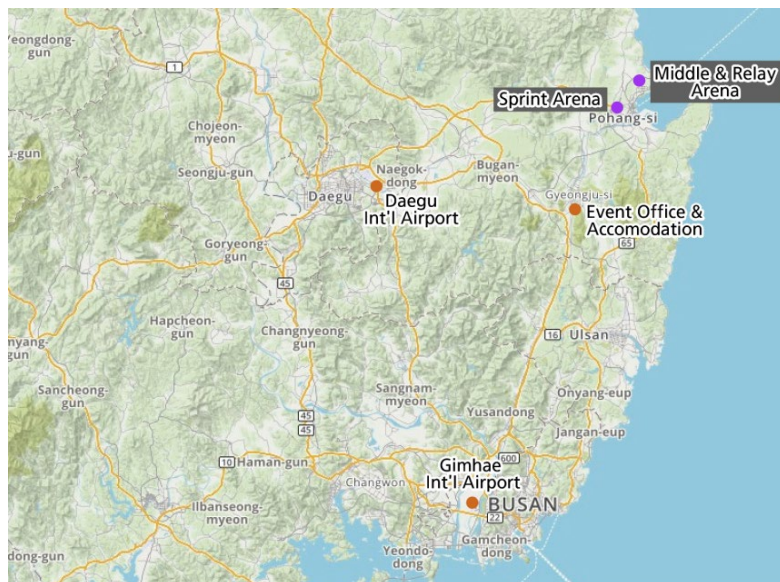 Yeongdong-
gun
1
Middle & Relay
Arena
Sprint Arena
Pohang-si
Chojeon-
myeon
u-gun
Seongju-gun
Naegok-
dong
Bugan-
myeon
Daegu
Daegu
Int'l Airport
Gyeongju-si
Event Office &
Accomodation
Goryeong-
gun
65
45
Hapcheon-
gun
Changnyeong-
gun
16
Ulsan
nyang-
gun
Sancheong-
gun
Sangnam-
myeon
Onyang-eup
Yusandong
45
45
Jangan-eup
10
Haman-gun
Gimhae
Int'l Airport
600
Changwon
Ilbanseong-
myeon
BUSAN
22
Gamcheon-
dong
Yeondo-
dong
dong-gun